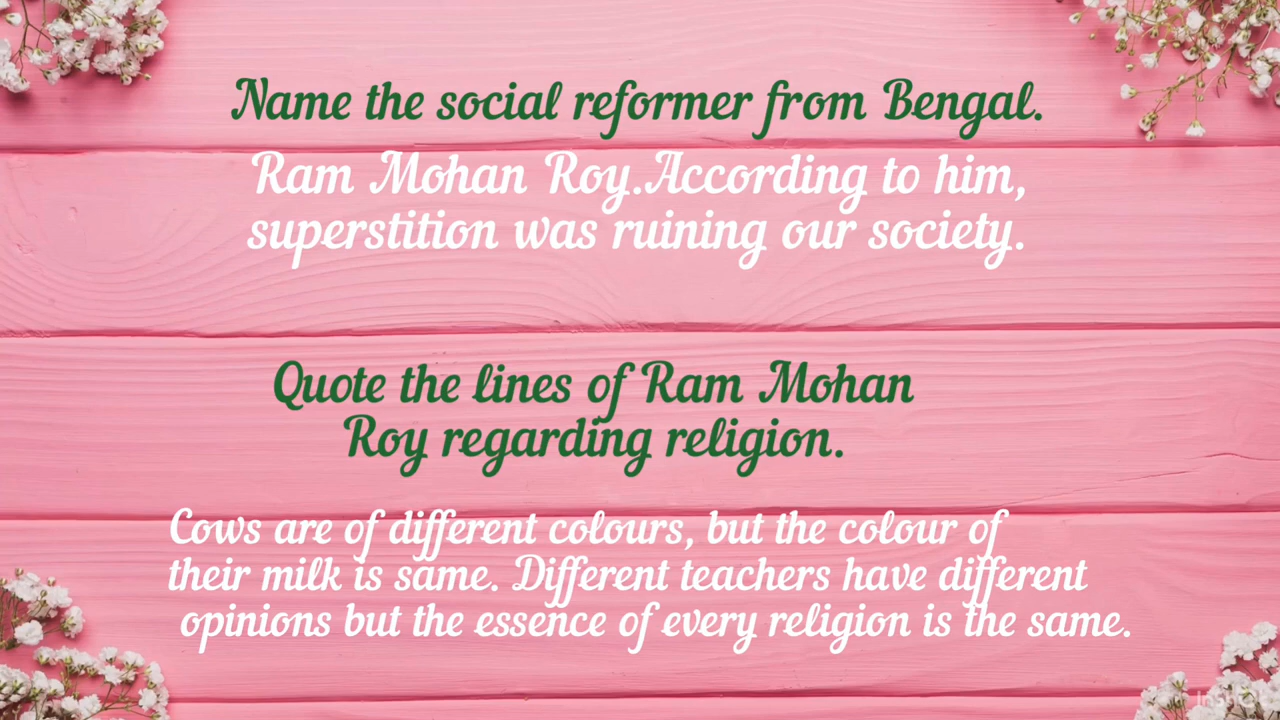 Name the social reformer from Bengal.
Ram Mohan Roy..According to him,
superstition was ruining our society.
Quote the lines of Ram Mohan
Roy regarding religion.
Cows are of different colours, but the colour of
their milk is same. Different teachers have different
opinions but the essence of every religion is the same.